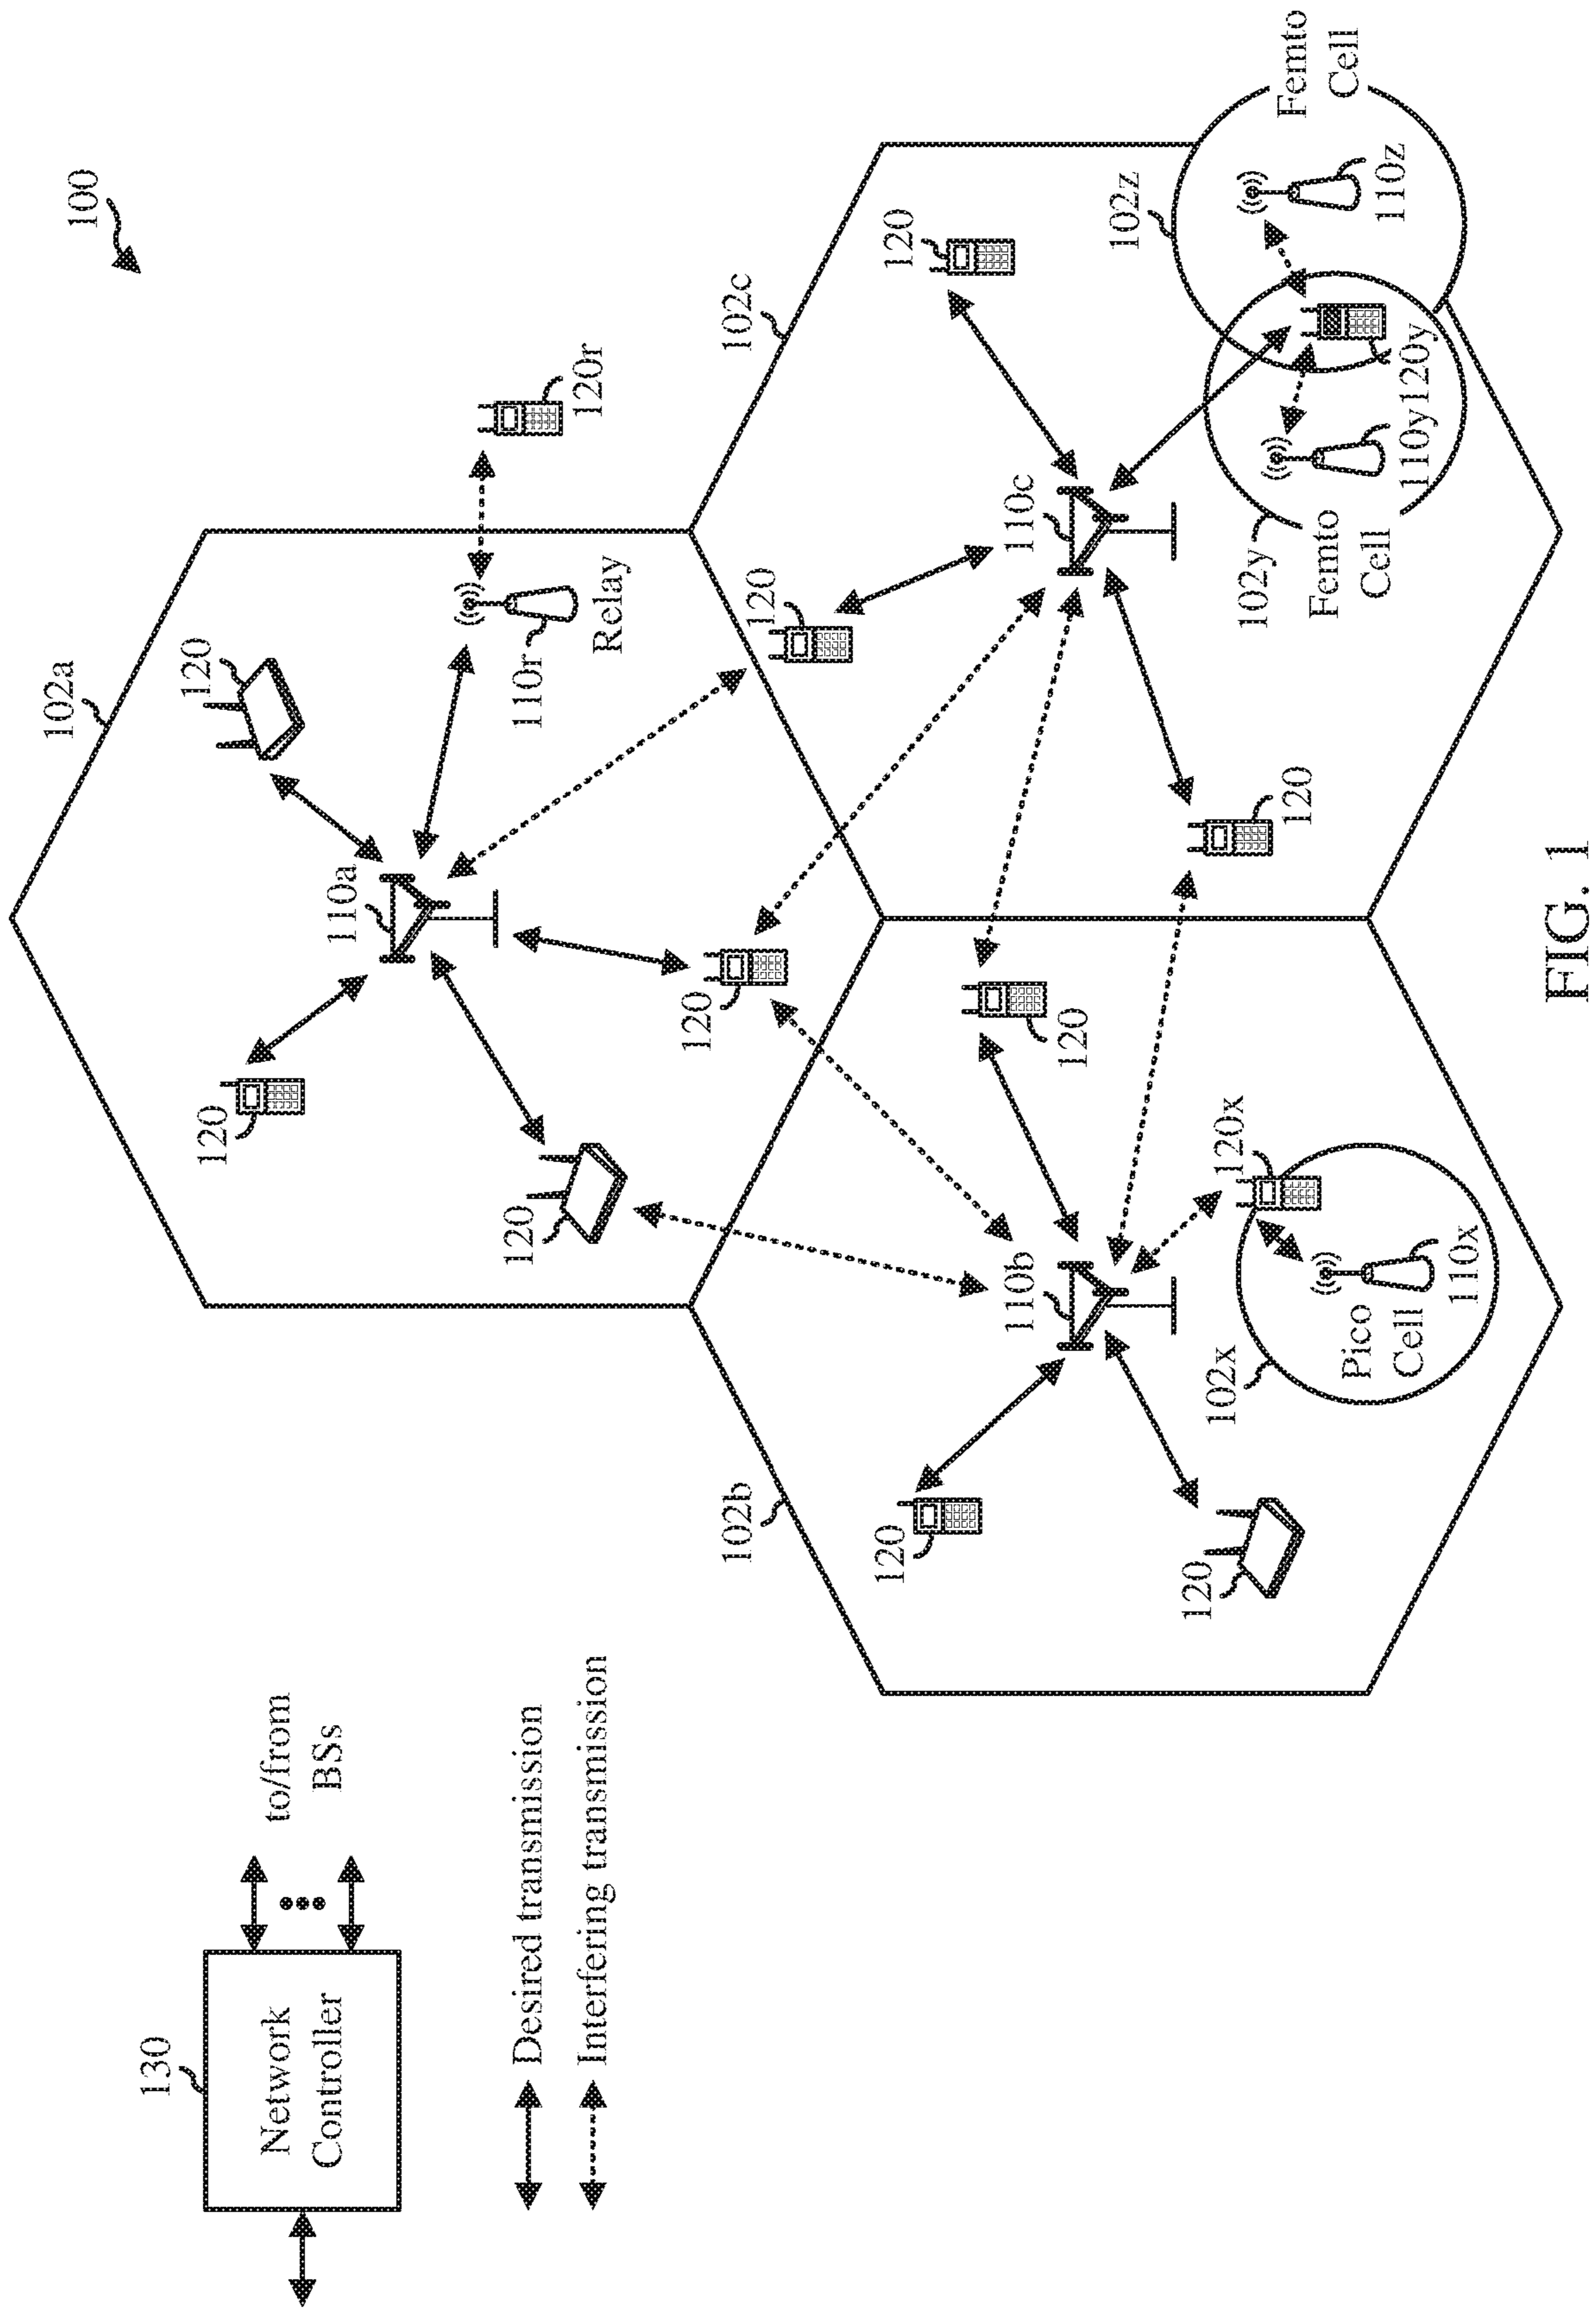 100
130
Network
Controller
to/from
BSs
Desired transmission
Interfering transmission
102a
120
120
110a
120
110r
Relay
120r
120
102b
102c
120
120
120
110b
110c
120
120
120
120
102x
Pico
Cell
110x
120x
102y
Femto
Cell
110y
120y
102z
110z
Femto
Cell
FIG. 1